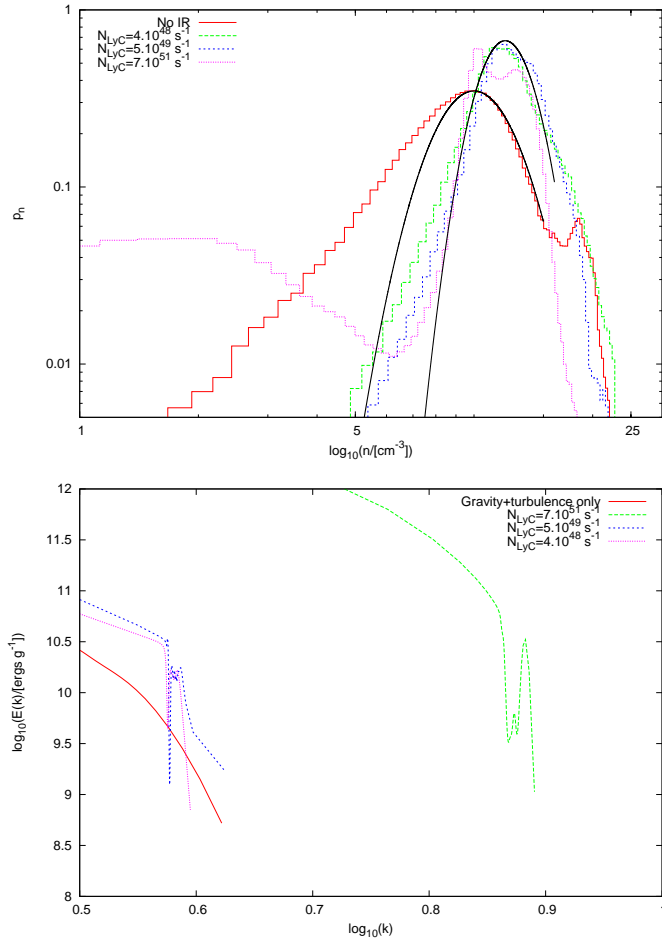 No IR
N_LyC=4.10^48 s^-1
N_LyC=5.10^49 s^-1
N_LyC=7.10^51 s^-1
1
0.1
0.01
p_n
1 5 25
log_10(n/[cm^-3])
Gravity+turbulence only
N_LyC=7.10^51 s^-1
N_LyC=5.10^49 s^-1
N_LyC=4.10^48 s^-1
12
11.5
11
10.5
10
9.5
9
8.5
8
log_10(E(k)/[ergs g^-1])
0.5 0.6 0.7 0.8 0.9 1
log_10(k)